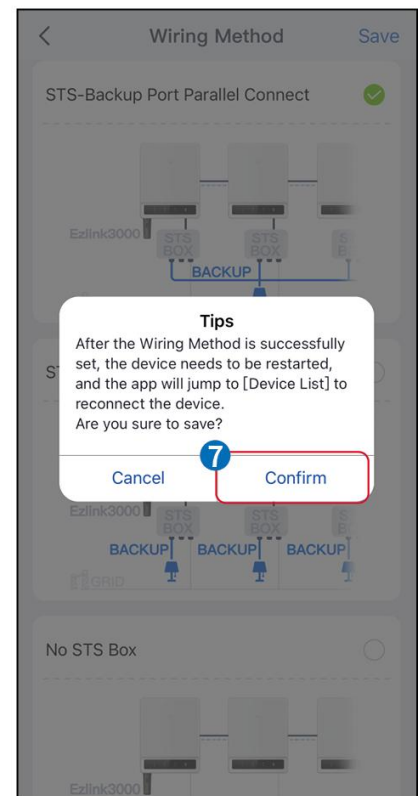 Wiring Method Save
STS-Backup Port Parallel Connect
Ezlink3000 STS STS S
BOX BOX B
BACKUP
Tips
After the Wiring Method is successfully
set, the device needs to be restarted,
and the app will jump to [Device List] to
reconnect the device.
Are you sure to save?
S
7
Cancel Confirm
Ezlink3000 STS STS S
BOX BOX B
BACKUP BACKUP BACKUP
GRID
No STS Box
Ezlink3000